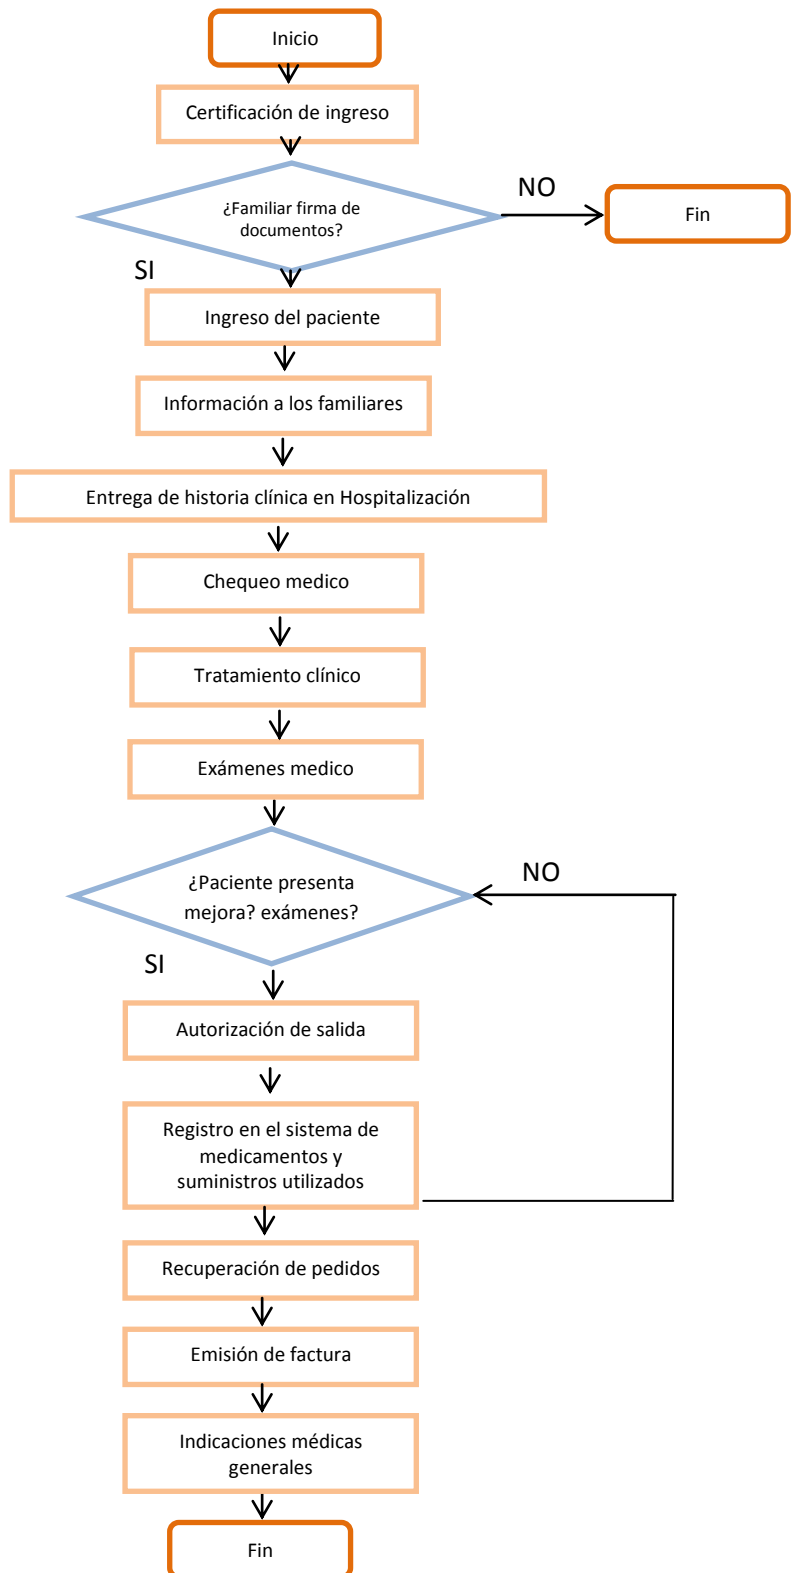 Inicio
Certificación de ingreso
¿Familiar firma de
documentos?
NO
Fin
SI
Ingreso del paciente
Información a los familiares
Entrega de historia clínica en Hospitalización
Chequeo medico
Tratamiento clínico
Exámenes medico
¿Paciente presenta
mejora? exámenes?
NO
SI
Autorización de salida
Registro en el sistema de
medicamentos y
suministros utilizados
Recuperación de pedidos
Emisión de factura
Indicaciones médicas
generales
Fin